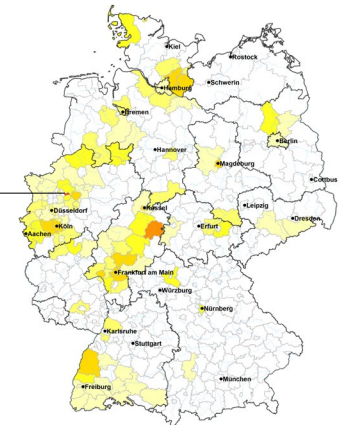 Kiel
Rostock
Hamburg
Schwerin
Bremen
Berlin
Hannover
Magdeburg
Cottbus
Kassel
Leipzig
Düsseldorf
Dresden
Köln
Erfurt
Aachen
Frankfurt am Main
Würzburg
Nürnberg
Karlsruhe
Stuttgart
München
Freiburg